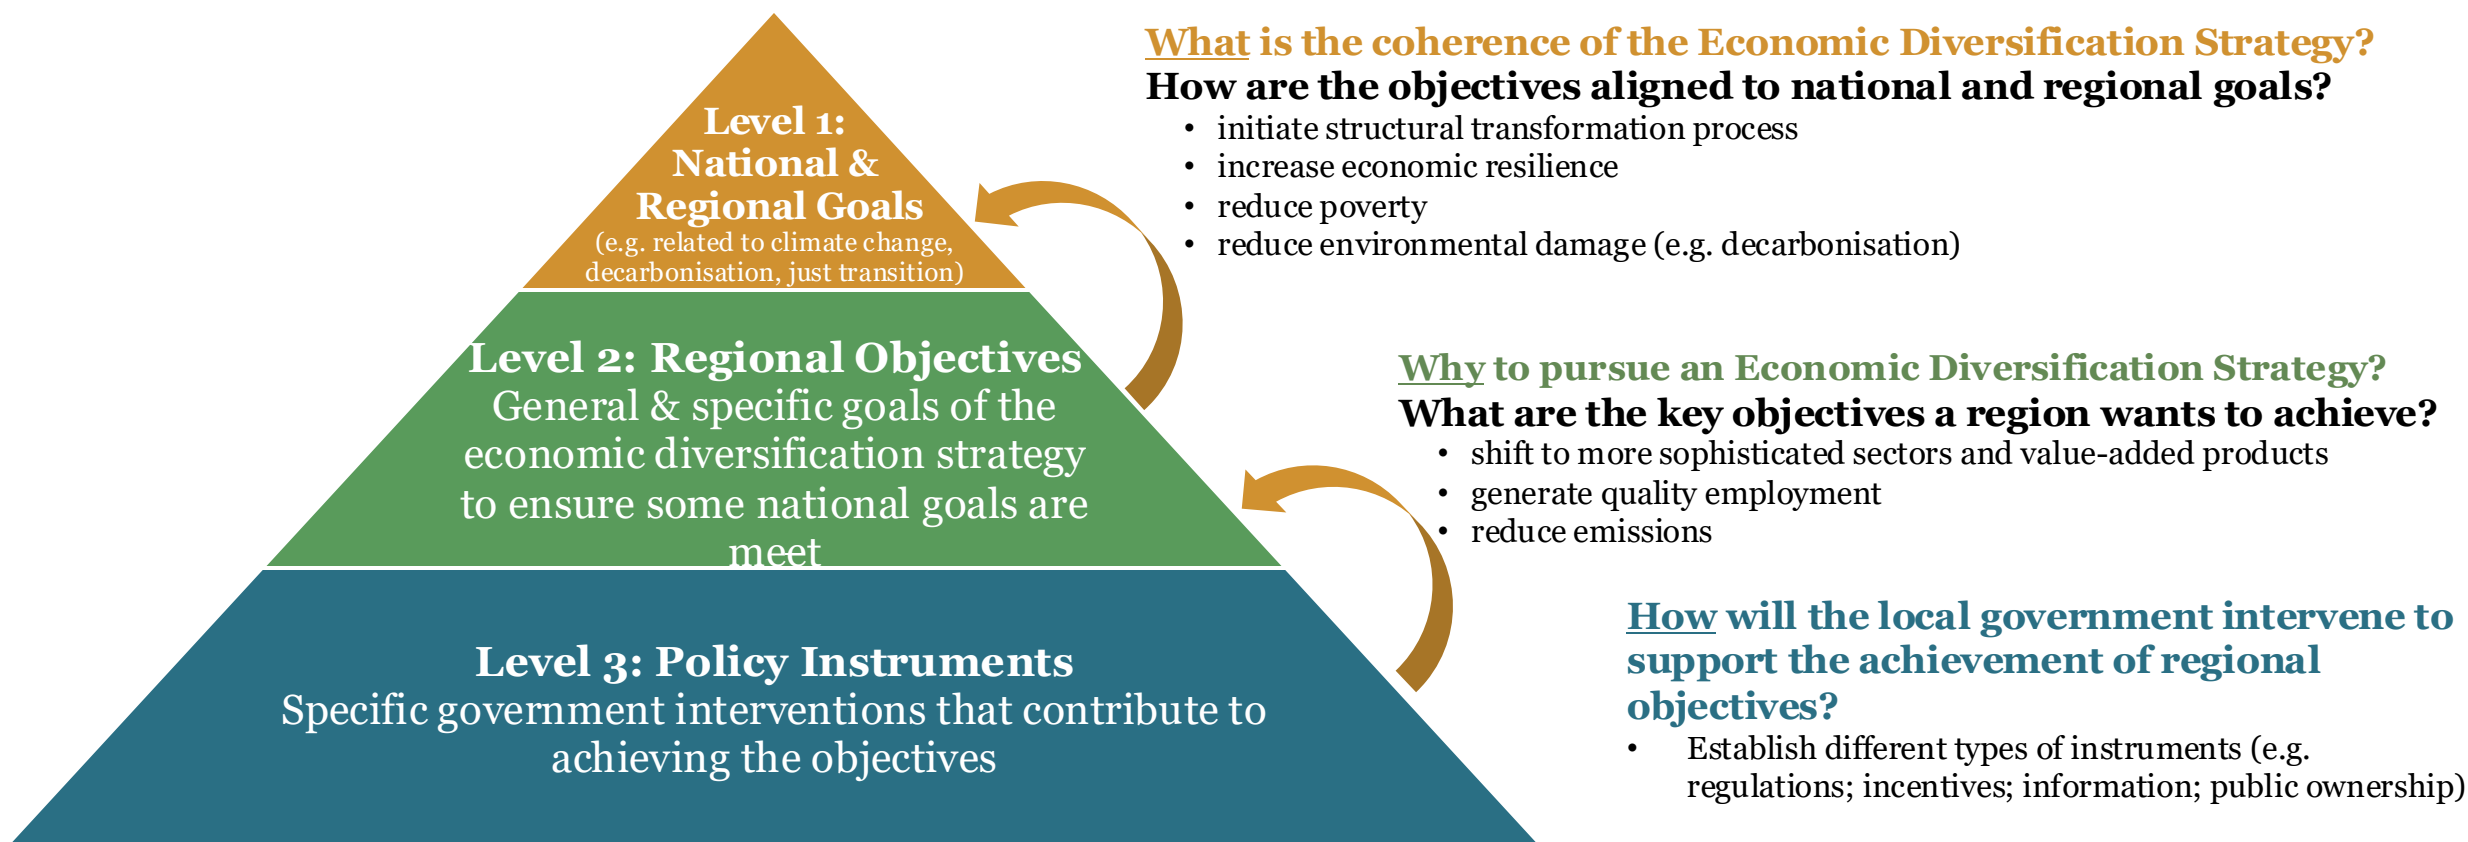 Level 1:
National &
Regional Goals
(e.g. related to climate change,
decarbonisation, just transition)
What is the coherence of the Economic Diversification Strategy?
How are the objectives aligned to national and regional goals?
• initiate structural transformation process
• increase economic resilience
• reduce poverty
• reduce environmental damage (e.g. decarbonisation)
Level 2: Regional Objectives
General & specific goals of the
economic diversification strategy
to ensure some national goals are
meet
Why to pursue an Economic Diversification Strategy?
What are the key objectives a region wants to achieve?
• shift to more sophisticated sectors and value-added products
• generate quality employment
• reduce emissions
Level 3: Policy Instruments
Specific government interventions that contribute to
achieving the objectives
How will the local government intervene to
support the achievement of regional
objectives?
• Establish different types of instruments (e.g.
regulations; incentives; information; public ownership)